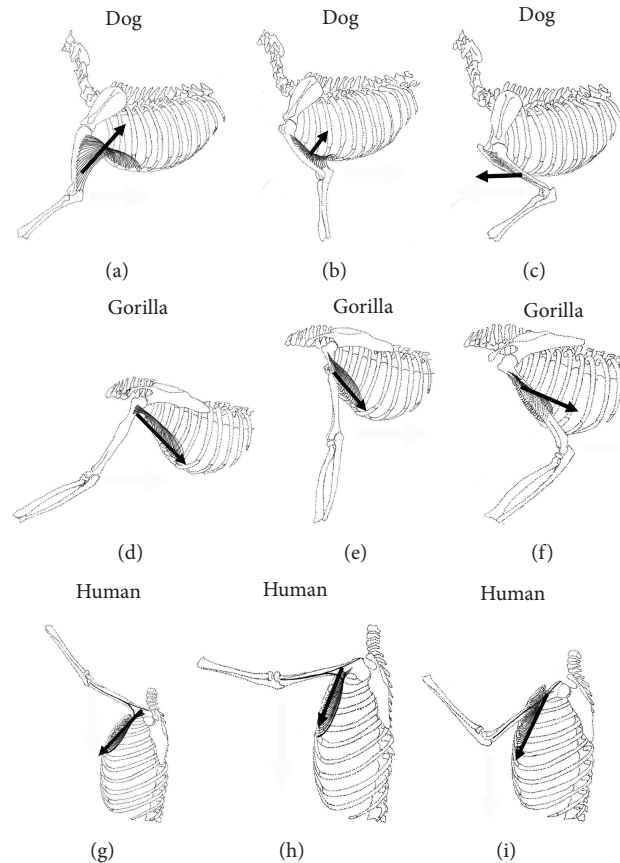 Dog
Dog
Dog
(a)
(b)
(c)
Gorilla
Gorilla
Gorilla
(d)
(e)
(f)
Human
Human
Human
(g)
(h)
(i)